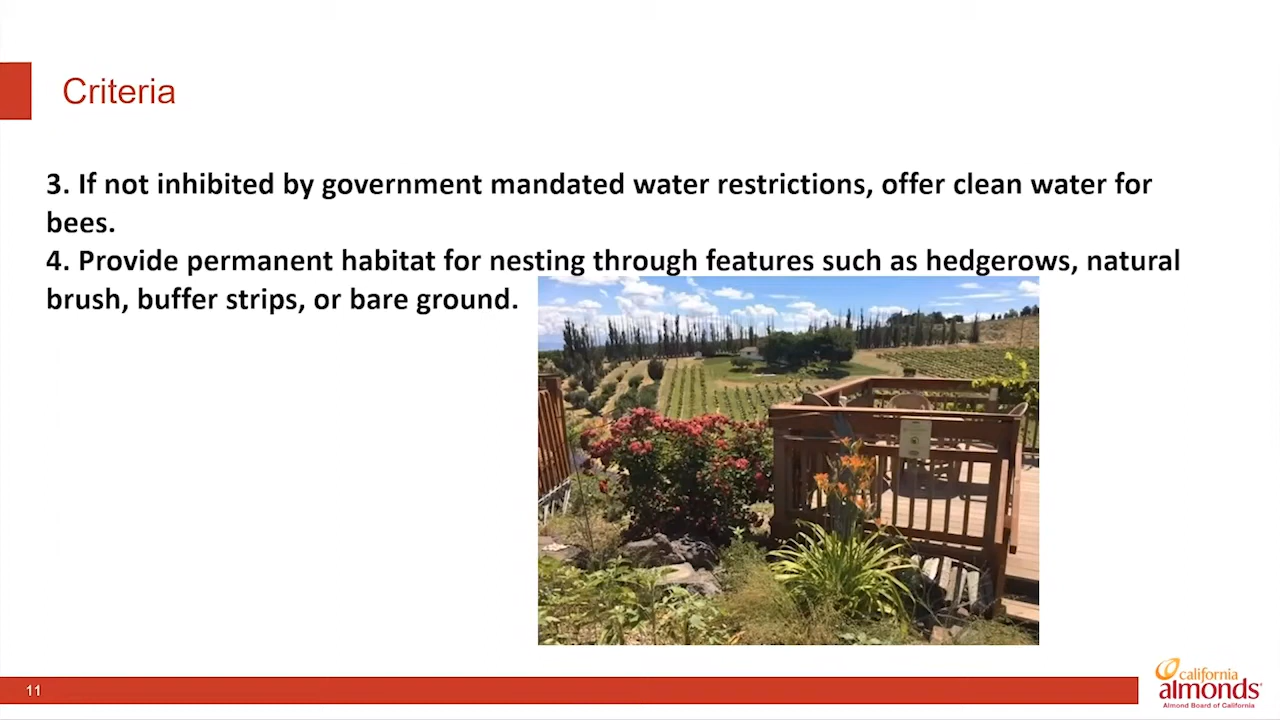 Criteria
3. If not inhibited by government mandated water restrictions, offer clean water for
bees.
4. Provide permanent habitat for nesting through features such as hedgerows, natural
brush, buffer strips, or bare ground.
11
california
almonds
Almond Board of California